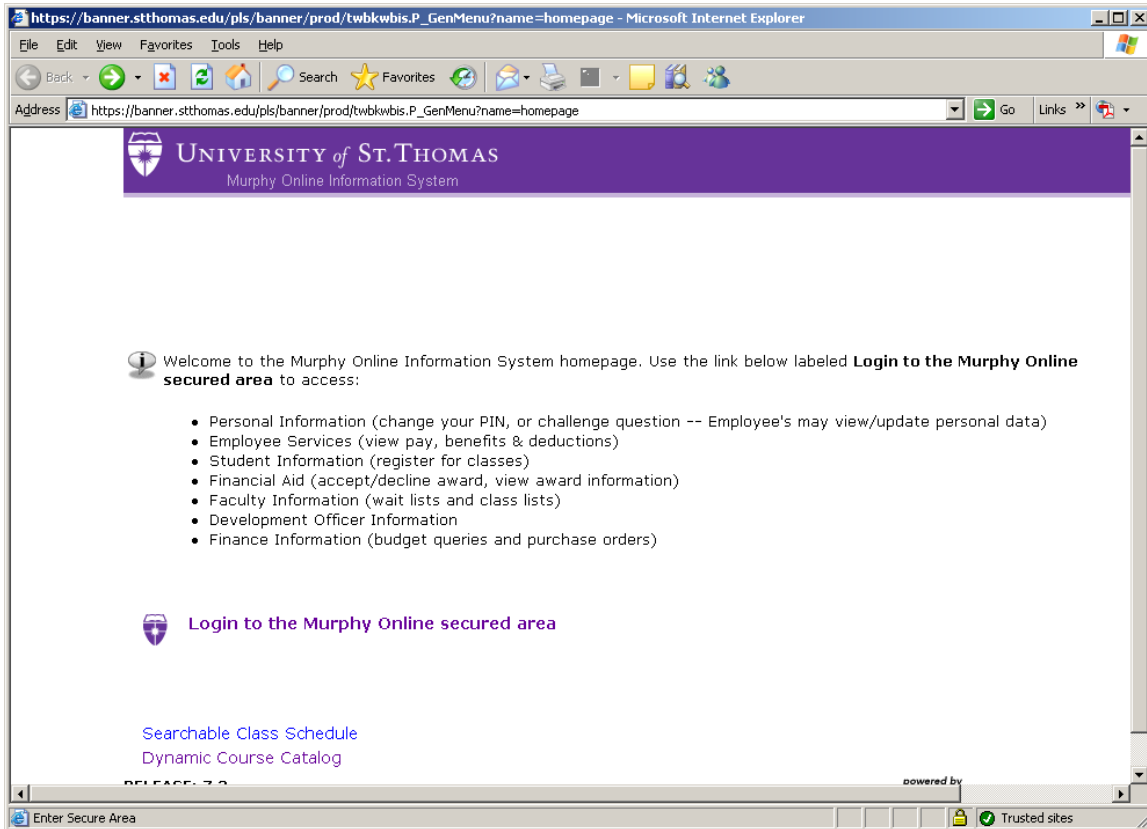 https://banner.stthomas.edu/pls/banner/prod/twbkwbis.P_GenMenu?name=homepage - Microsoft Internet Explorer
File Edit View Favorites Tools Help
Back Search Favorites
Address https://banner.stthomas.edu/pls/banner/prod/twbkwbis.P_GenMenu?name=homepage Go Links »
UNIVERSITY of ST. THOMAS
Murphy Online Information System
Welcome to the Murphy Online Information System homepage. Use the link below labeled Login to the Murphy Online
secured area to access:
• Personal Information (change your PIN, or challenge question -- Employee's may view/update personal data)
• Employee Services (view pay, benefits & deductions)
• Student Information (register for classes)
• Financial Aid (accept/decline award, view award information)
• Faculty Information (wait lists and class lists)
• Development Officer Information
• Finance Information (budget queries and purchase orders)
Login to the Murphy Online secured area
Searchable Class Schedule
Dynamic Course Catalog
RELEASE: 7.2 powered by
Enter Secure Area Trusted sites